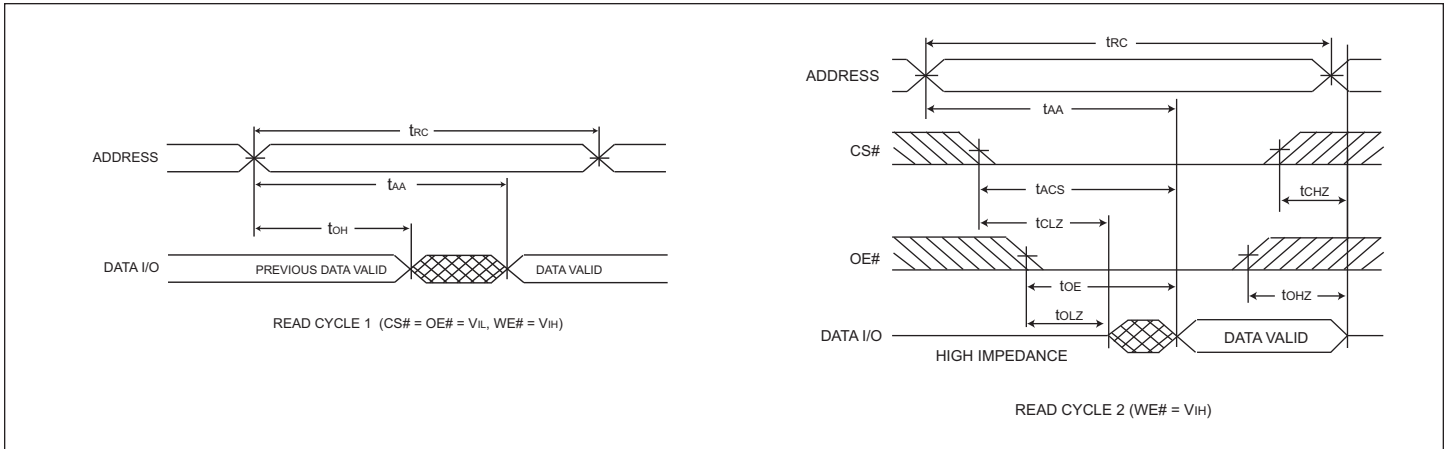 tRC
ADDRESS
tAA
tOH
DATA I/O
PREVIOUS DATA VALID
DATA VALID
READ CYCLE 1 (CS# = OE# = VIL, WE# = VIH)
tRC
ADDRESS
tAA
CS#
tACS
tCHZ
tCLZ
OE#
tOE
tOHZ
tOLZ
DATA I/O
HIGH IMPEDANCE
DATA VALID
READ CYCLE 2 (WE# = VIH)